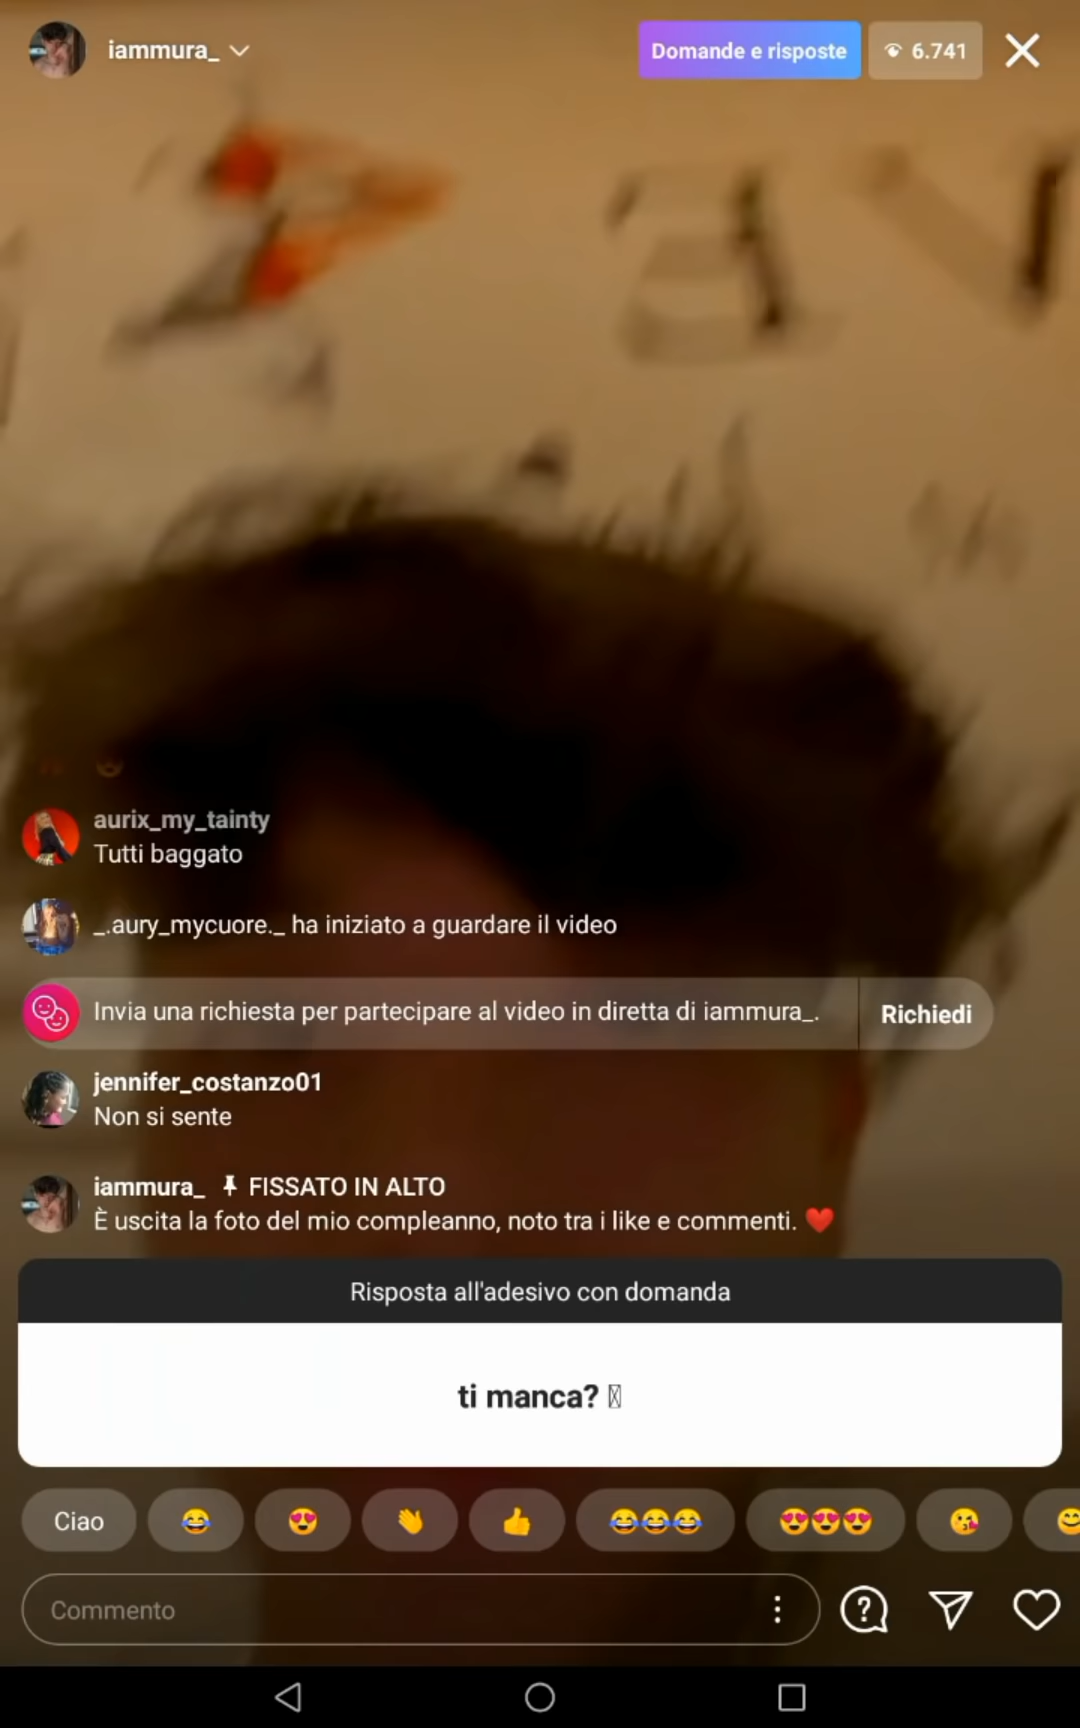 iammura_
Domande e risposte
6.741
aurix_my_tainty
Tutti baggato
_.aury_mycuore._ ha iniziato a guardare il video
Invia una richiesta per partecipare al video in diretta di iammura_.
Richiedi
jennifer_costanzo01
Non si sente
iammura_ FISSATO IN ALTO
È uscita la foto del mio compleanno, noto tra i like e commenti. ❤️
Risposta all'adesivo con domanda
ti manca?
Ciao 😂 😍 👏 👍 😂😂😂 😍😍😍 😘 😊
Commento